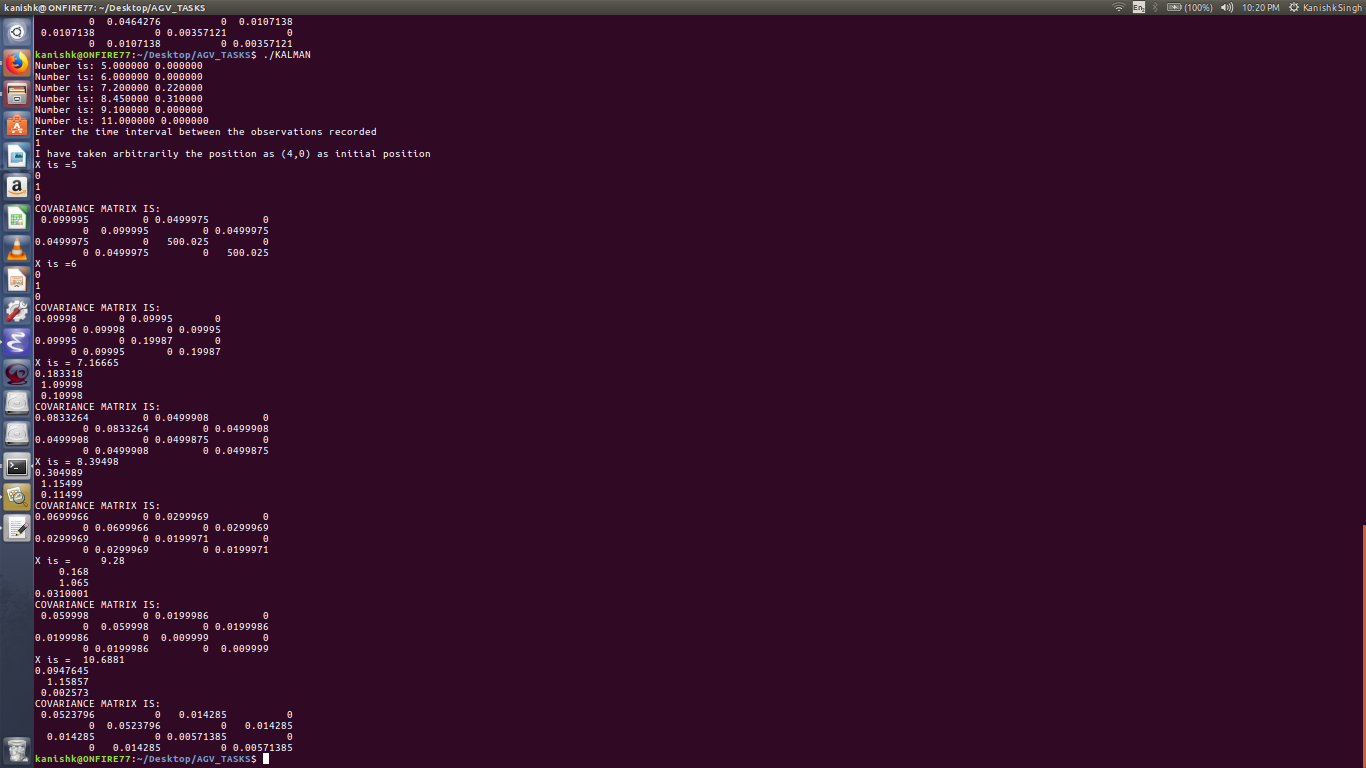 kanishk@ONFIRE77: ~/Desktop/AGV_TASKS En (100%) 10:20 PM Kanishk Singh
0 0.0464276 0 0.0107138
0.0107138 0 0.00357121 0
0 0.0107138 0 0.00357121
kanishk@ONFIRE77:~/Desktop/AGV_TASKS$ ./KALMAN
Number is: 5.000000 0.000000
Number is: 6.000000 0.000000
Number is: 7.200000 0.220000
Number is: 8.450000 0.310000
Number is: 9.100000 0.000000
Number is: 11.000000 0.000000
Enter the time interval between the observations recorded
1
I have taken arbitrarily the position as (4,0) as initial position
X is =5
0
1
0
COVARIANCE MATRIX IS:
0.099995 0 0.0499975 0
0 0.099995 0 0.0499975
0.0499975 0 500.025 0
0 0.0499975 0 500.025
X is =6
0
1
0
COVARIANCE MATRIX IS:
0.09998 0 0.09995 0
0 0.09998 0 0.09995
0.09995 0 0.19987 0
0 0.09995 0 0.19987
X is = 7.16665
0.183318
1.09998
0.10998
COVARIANCE MATRIX IS:
0.0833264 0 0.0499908 0
0 0.0833264 0 0.0499908
0.0499908 0 0.0499875 0
0 0.0499908 0 0.0499875
X is = 8.39498
0.304989
1.15499
0.11499
COVARIANCE MATRIX IS:
0.0699966 0 0.0299969 0
0 0.0699966 0 0.0299969
0.0299969 0 0.0199971 0
0 0.0299969 0 0.0199971
X is = 9.28
0.168
1.065
0.0310001
COVARIANCE MATRIX IS:
0.059998 0 0.0199986 0
0 0.059998 0 0.0199986
0.0199986 0 0.009999 0
0 0.0199986 0 0.009999
X is = 10.6881
0.0947645
1.15857
0.002573
COVARIANCE MATRIX IS:
0.0523796 0 0.014285 0
0 0.0523796 0 0.014285
0.014285 0 0.00571385 0
0 0.014285 0 0.00571385
kanishk@ONFIRE77:~/Desktop/AGV_TASKS$